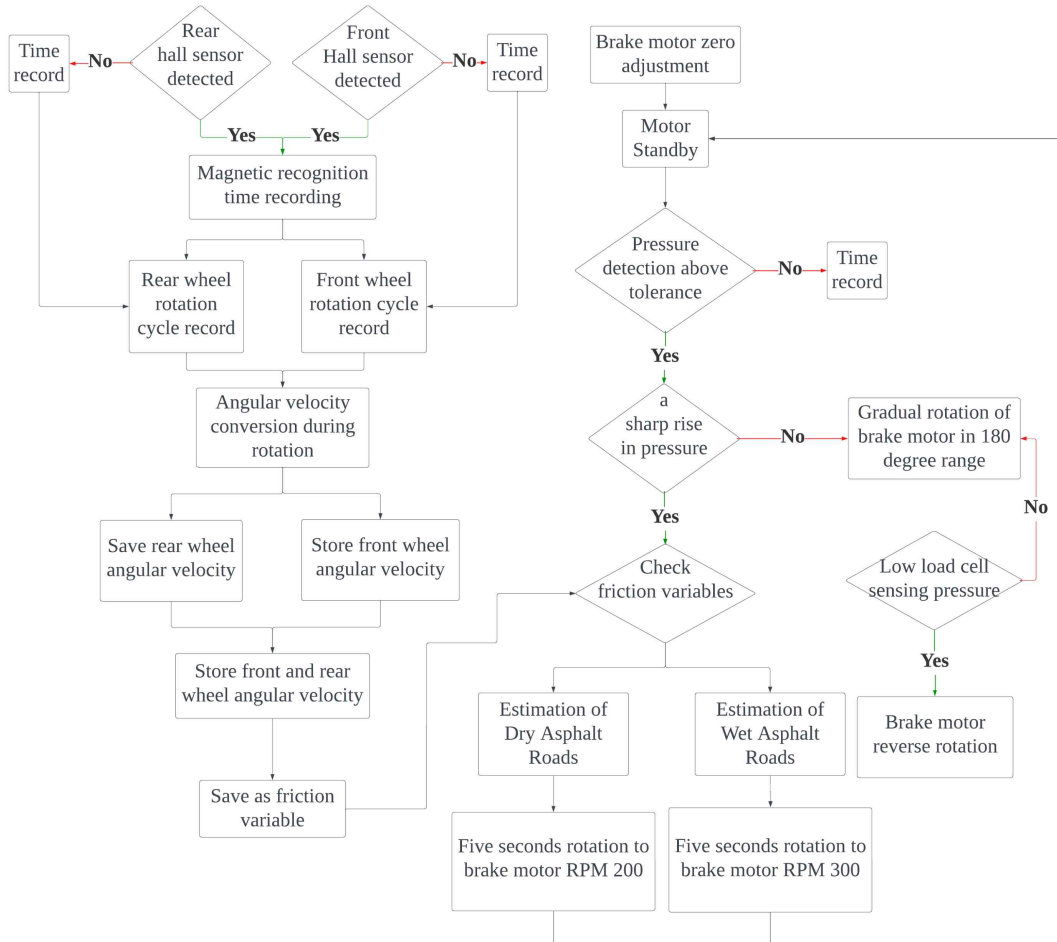 Rear
hall sensor
detected
Front
Hall sensor
detected
Time
record
No
No
Time
record
Yes
Yes
Magnetic recognition
time recording
Rear wheel
rotation
cycle record
Front wheel
rotation cycle
record
Angular velocity
conversion during
rotation
Save rear wheel
angular velocity
Store front wheel
angular velocity
Store front and rear
wheel angular velocity
Save as friction
variable
Brake motor zero
adjustment
Motor
Standby
Pressure
detection above
tolerance
No
Time
record
Yes
a
sharp rise
in pressure
No
Gradual rotation of
brake motor in 180
degree range
Yes
No
Check
friction variables
Low load cell
sensing pressure
Yes
Brake motor
reverse rotation
Estimation of
Dry Asphalt
Roads
Estimation of
Wet Asphalt
Roads
Five seconds rotation to
brake motor RPM 200
Five seconds rotation to
brake motor RPM 300